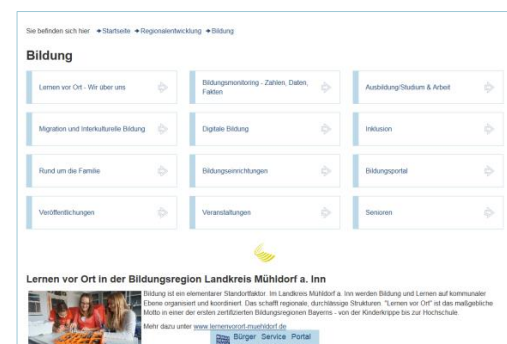 Sie befinden sich hier ➔Startseite ➔Regionalentwicklung ➔Bildung
Bildung
Lernen vor Ort - Wir über uns
Bildungsmonitoring - Zahlen, Daten,
Fakten
Ausbildung/Studium & Arbeit
Migration und Interkulturelle Bildung
Digitale Bildung
Inklusion
Rund um die Familie
Bildungseinrichtungen
Bildungsportal
Veröffentlichungen
Veranstaltungen
Senioren
Lernen vor Ort in der Bildungsregion Landkreis Mühldorf a. Inn
Bildung ist ein elementarer Standortfaktor. Im Landkreis Mühldorf a. Inn werden Bildung und Lernen auf kommunaler
Ebene organisiert und koordiniert. Das schafft regionale, durchlässige Strukturen. "Lernen vor Ort" ist das maßgebliche
Motto in einer der ersten zertifizierten Bildungsregionen Bayerns - von der Kinderkrippe bis zur Hochschule.
Mehr dazu unter www.lernenvorort-muehldorf.de
Bürger Service Portal